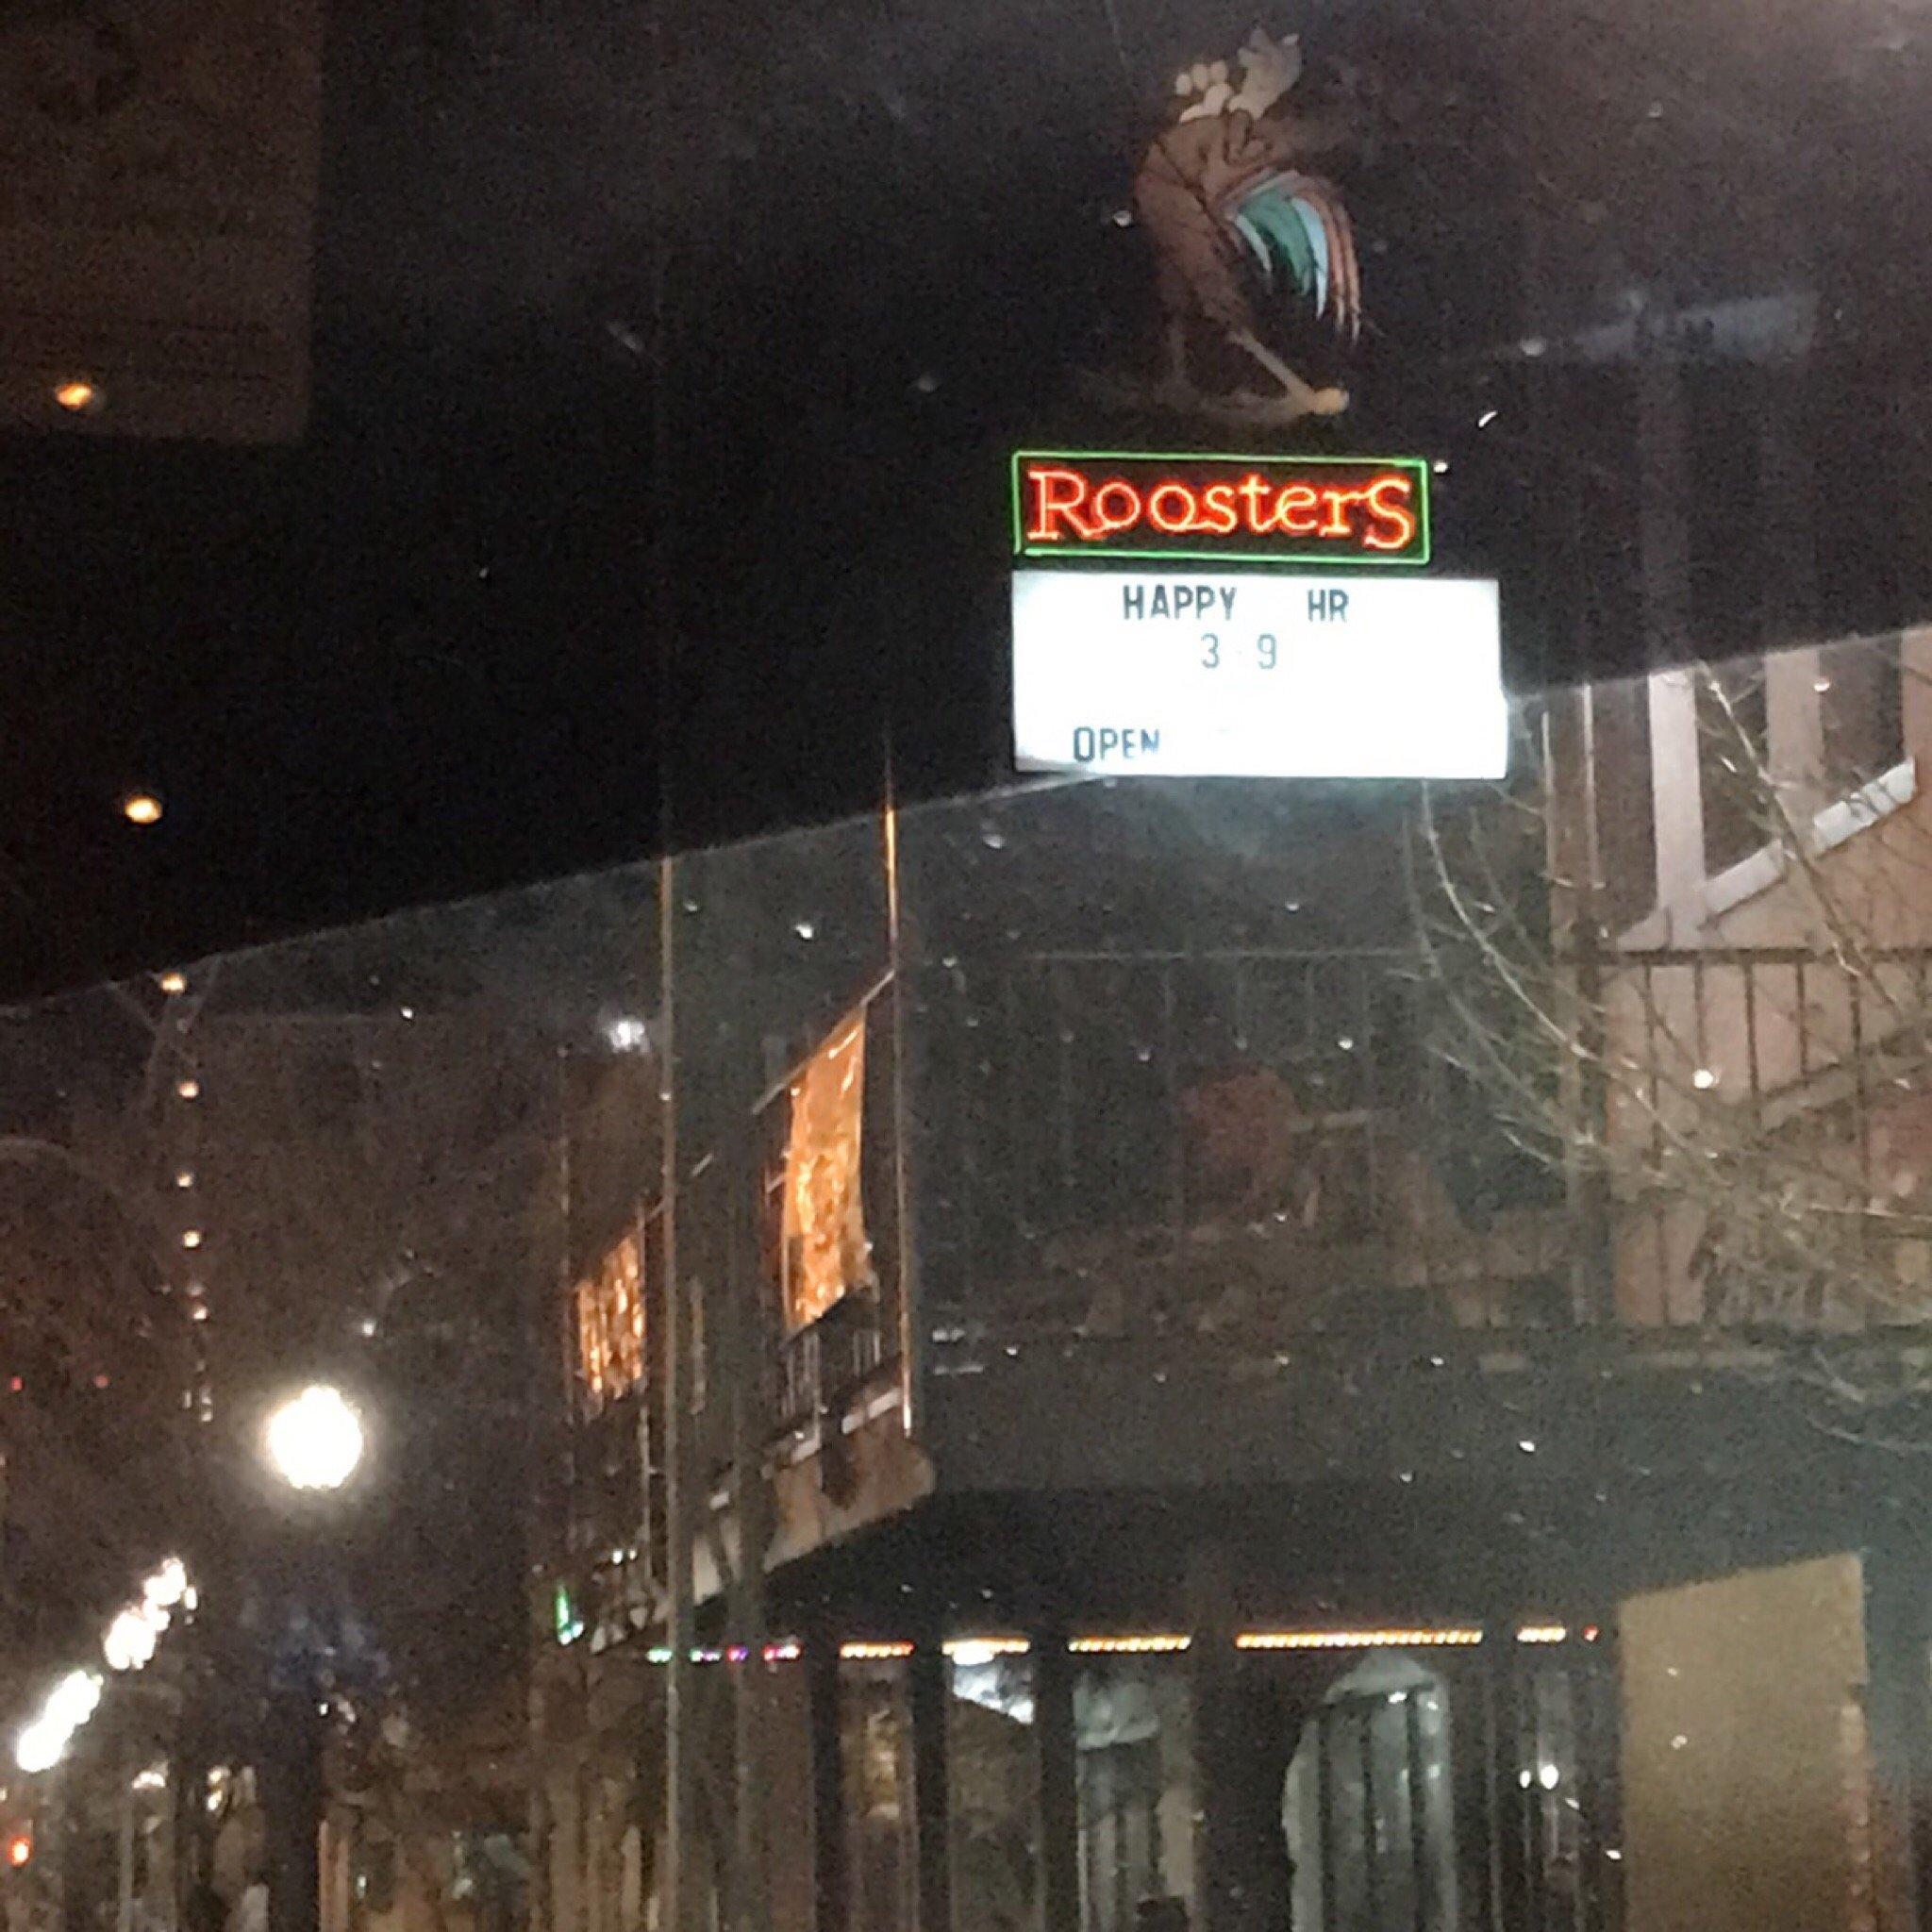 RoosterS
HAPPY HR
3-9
OPEN